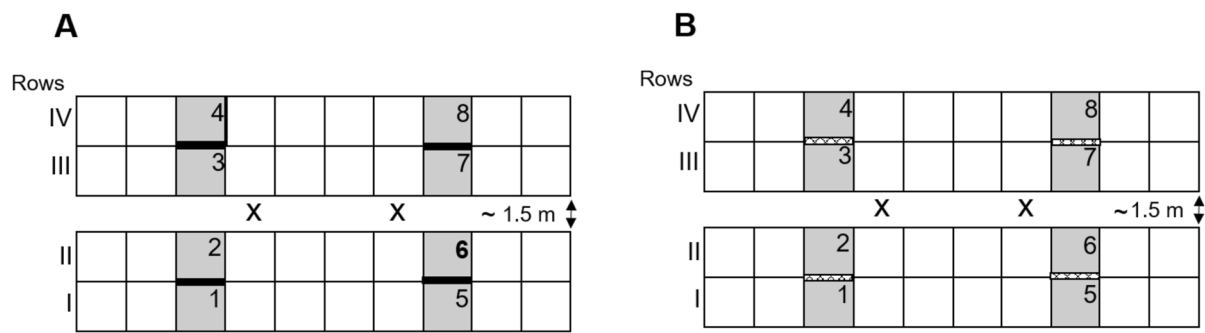 A
B
Rows
IV 4 8
III 3 7
X X ~ 1.5 m
II 2 6
I 1 5
Rows
IV 4 8
III 3 7
X X ~1.5 m
II 2 6
I 1 5